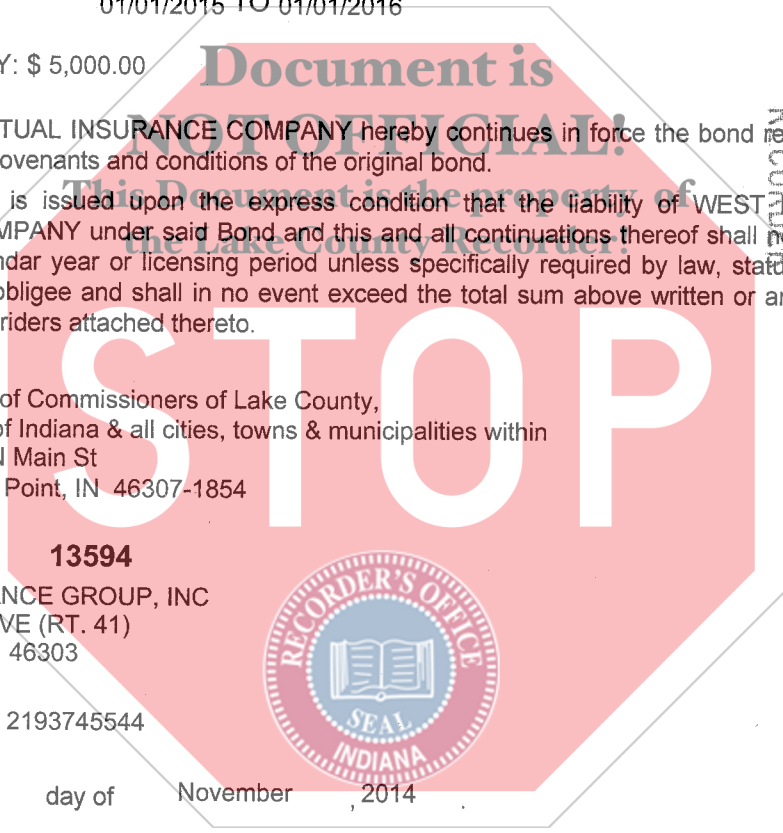 01/01/2015 TO 01/01/2016
Y: $ 5,000.00
Document is
NOT OFFICIAL!
This Document is the property of
the Lake County Recorder!
TUAL INSURANCE COMPANY hereby continues in force the bond re
ovenants and conditions of the original bond.
is issued upon the express condition that the liability of WEST
MPANY under said Bond and this and all continuations thereof shall
ndar year or licensing period unless specifically required by law, statu
obligee and shall in no event exceed the total sum above written or an
riders attached thereto.
STOP
of Commissioners of Lake County,
of Indiana & all cities, towns & municipalities within
N Main St
Point, IN 46307-1854
13594
ANCE GROUP, INC
VE (RT. 41)
46303
2193745544
RECORDER'S OFFICE
SEAL
INDIANA
day of November , 2014 .